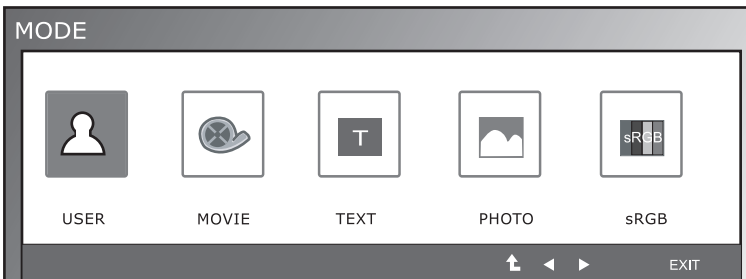 MODE
T
sRGB
USER MOVIE TEXT PHOTO sRGB
EXIT